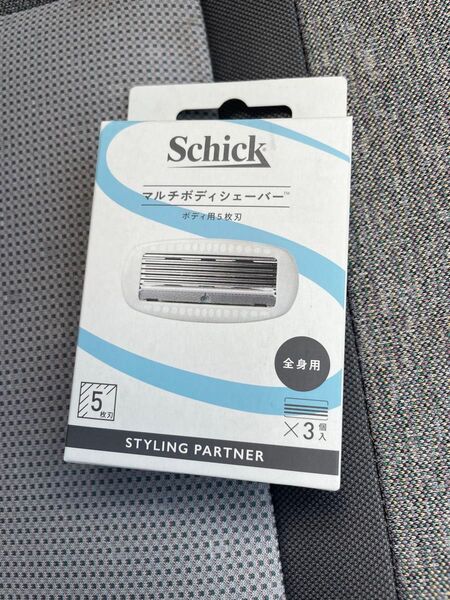 Schick
マルチボディシェーバー™
ボディ用5枚刃
全身用
5
枚刃
×3個入
STYLING PARTNER